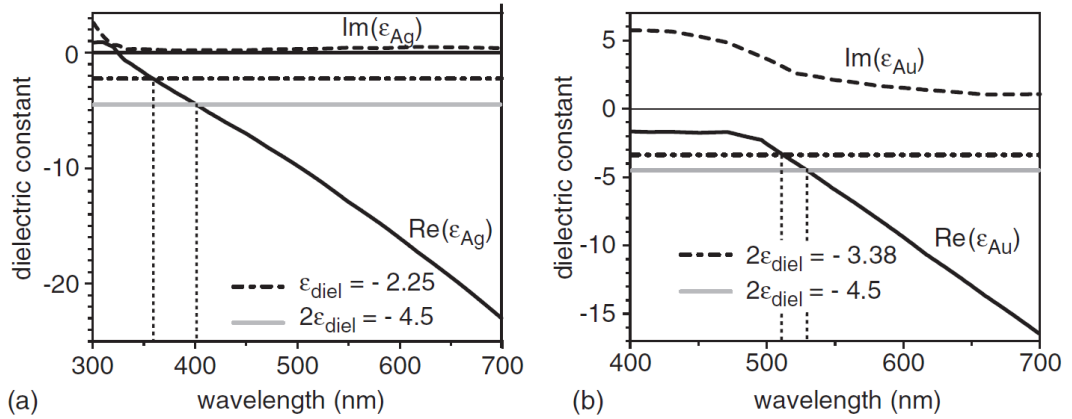 Im(εAg)
0
-10
-20
dielectric constant
Re(εAg)
εdiel = - 2.25
2εdiel = - 4.5
300 400 500 600 700
(a) wavelength (nm)
5
0
-5
-10
-15
dielectric constant
Im(εAu)
Re(εAu)
2εdiel = - 3.38
2εdiel = - 4.5
400 500 600 700
(b) wavelength (nm)